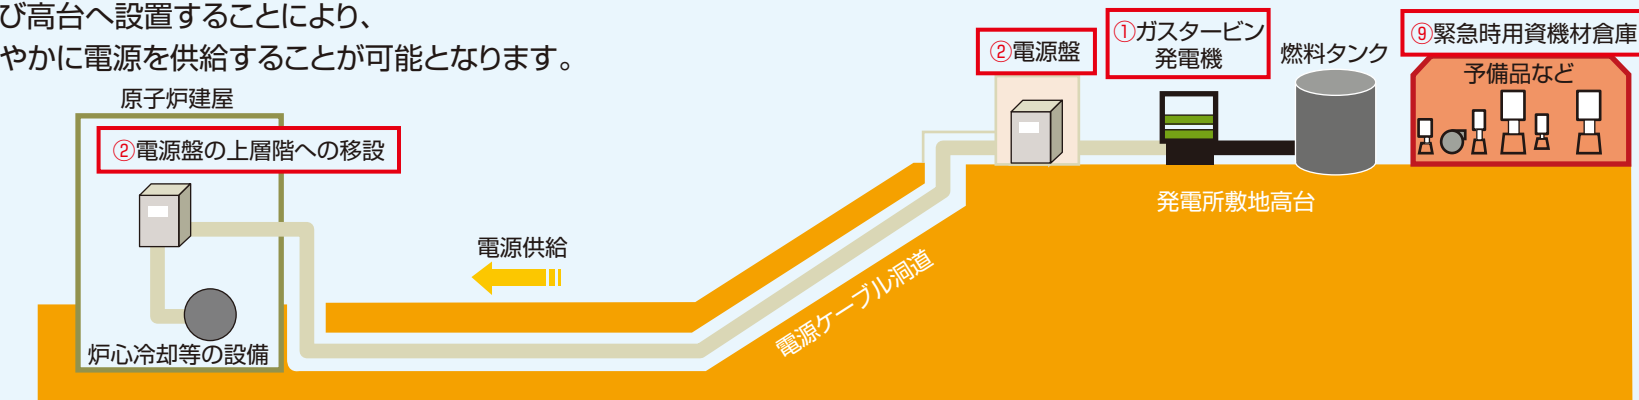 び高台へ設置することにより、
やかに電源を供給することが可能となります。
原子炉建屋
②電源盤の上層階への移設
炉心冷却等の設備
電源供給
電源ケーブル洞道
②電源盤
①ガスタービン
発電機
燃料タンク
⑨緊急時用資機材倉庫
予備品など
発電所敷地高台